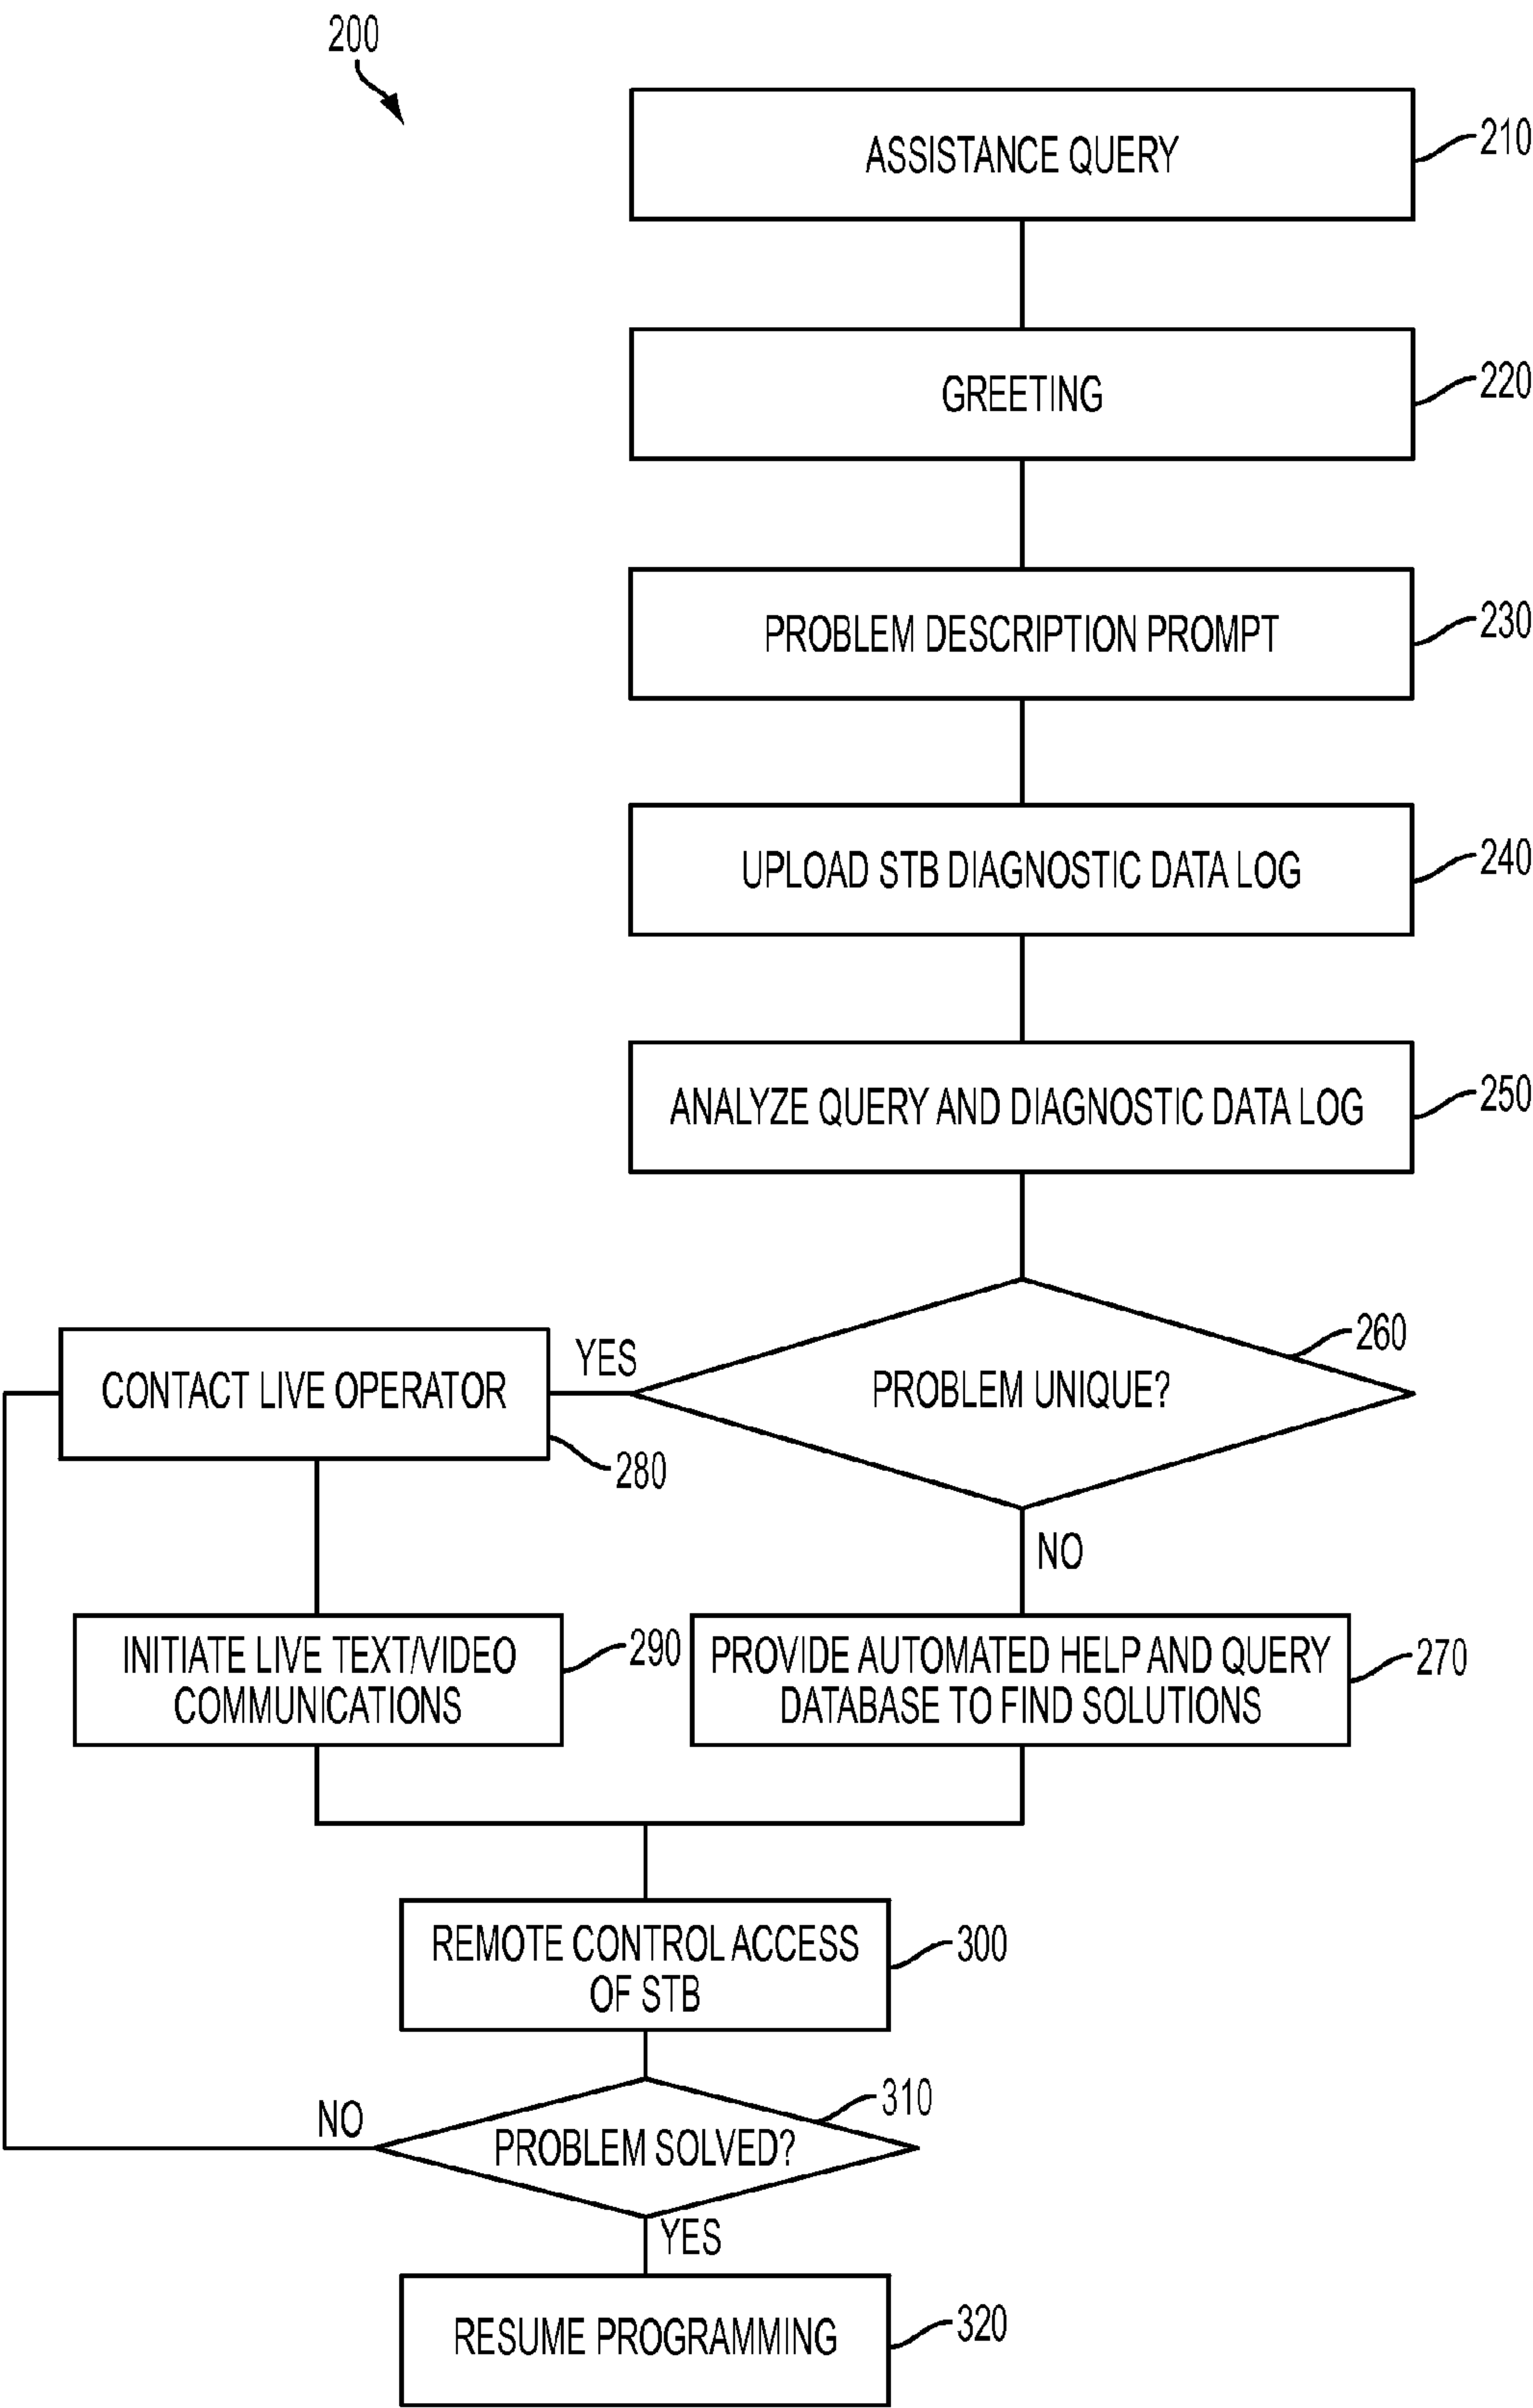 200
ASSISTANCE QUERY
210
GREETING
220
PROBLEM DESCRIPTION PROMPT
230
UPLOAD STB DIAGNOSTIC DATA LOG
240
ANALYZE QUERY AND DIAGNOSTIC DATA LOG
250
PROBLEM UNIQUE?
260
YES
CONTACT LIVE OPERATOR
280
NO
INITIATE LIVE TEXT/VIDEO
COMMUNICATIONS
290
PROVIDE AUTOMATED HELP AND QUERY
DATABASE TO FIND SOLUTIONS
270
REMOTE CONTROL ACCESS
OF STB
300
PROBLEM SOLVED?
310
NO
YES
RESUME PROGRAMMING
320